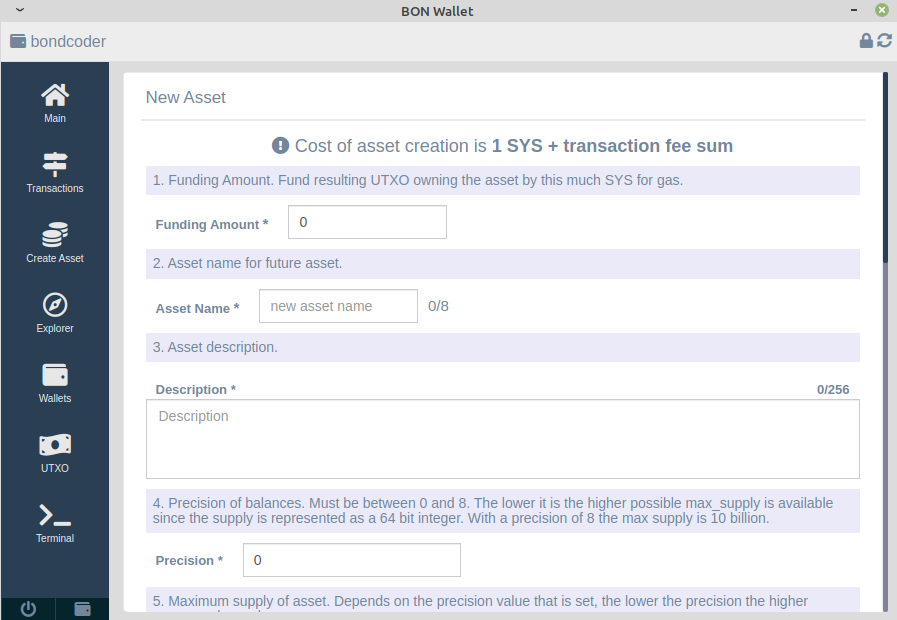 BON Wallet
bondcoder
Main
Transactions
Create Asset
Explorer
Wallets
UTXO
Terminal
New Asset
Cost of asset creation is 1 SYS + transaction fee sum
1. Funding Amount. Fund resulting UTXO owning the asset by this much SYS for gas.
Funding Amount * 0
2. Asset name for future asset.
Asset Name * new asset name 0/8
3. Asset description.
Description * 0/256
Description
4. Precision of balances. Must be between 0 and 8. The lower it is the higher possible max_supply is available
since the supply is represented as a 64 bit integer. With a precision of 8 the max supply is 10 billion.
Precision * 0
5. Maximum supply of asset. Depends on the precision value that is set, the lower the precision the higher